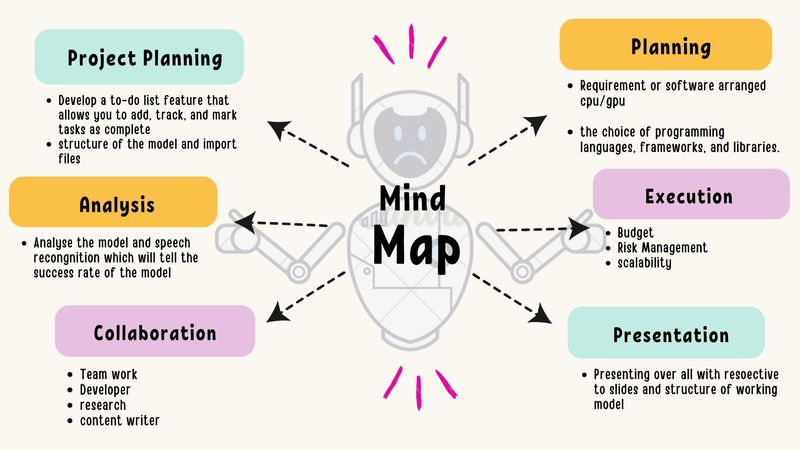 Project Planning
• Develop a to-do list feature that
allows you to add, track, and mark
tasks as complete
• structure of the model and import
files
Analysis
• Analyse the model and speech
recongnition which will tell the
success rate of the model
Collaboration
• Team work
• Developer
• research
• content writer
Mind
Map
Planning
• Requirement or software arranged
cpu/gpu
• the choice of programming
languages, frameworks, and libraries.
Execution
• Budget
• Risk Management
• scalability
Presentation
• Presenting over all with resoective
to slides and structure of working
model